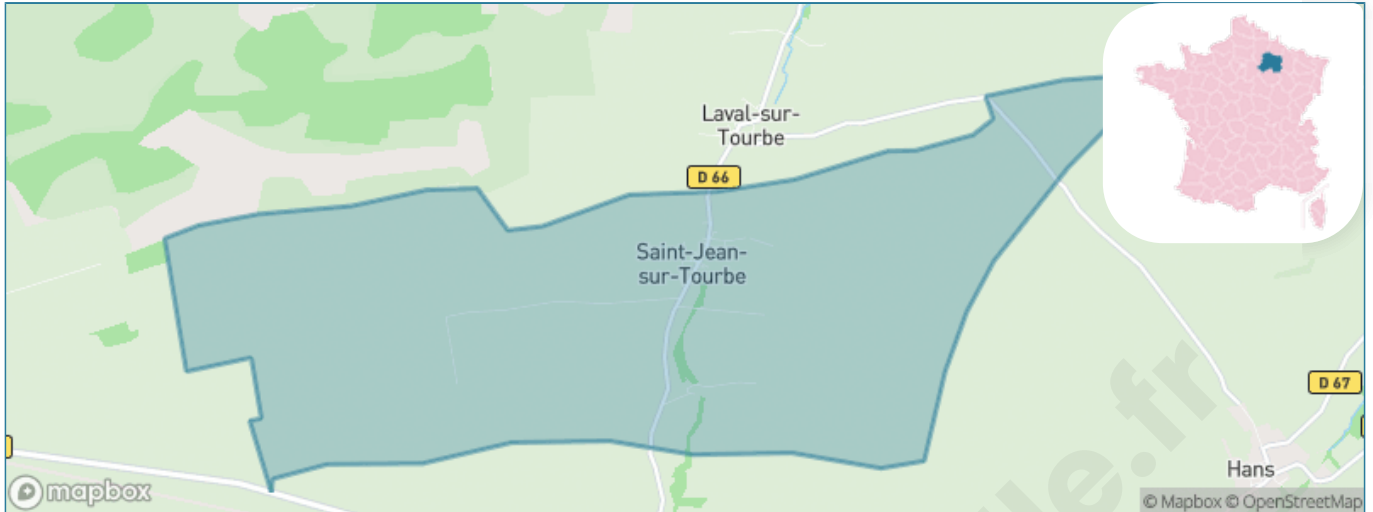 Laval-sur-
Tourbe
D 66
Saint-Jean-
sur-Tourbe
D 67
Hans
mapbox
© Mapbox © OpenStreetMap